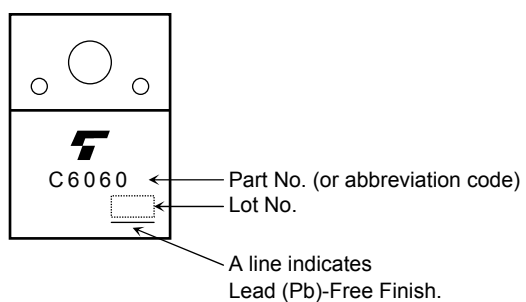 C6060
Part No. (or abbreviation code)
Lot No.
A line indicates
Lead (Pb)-Free Finish.